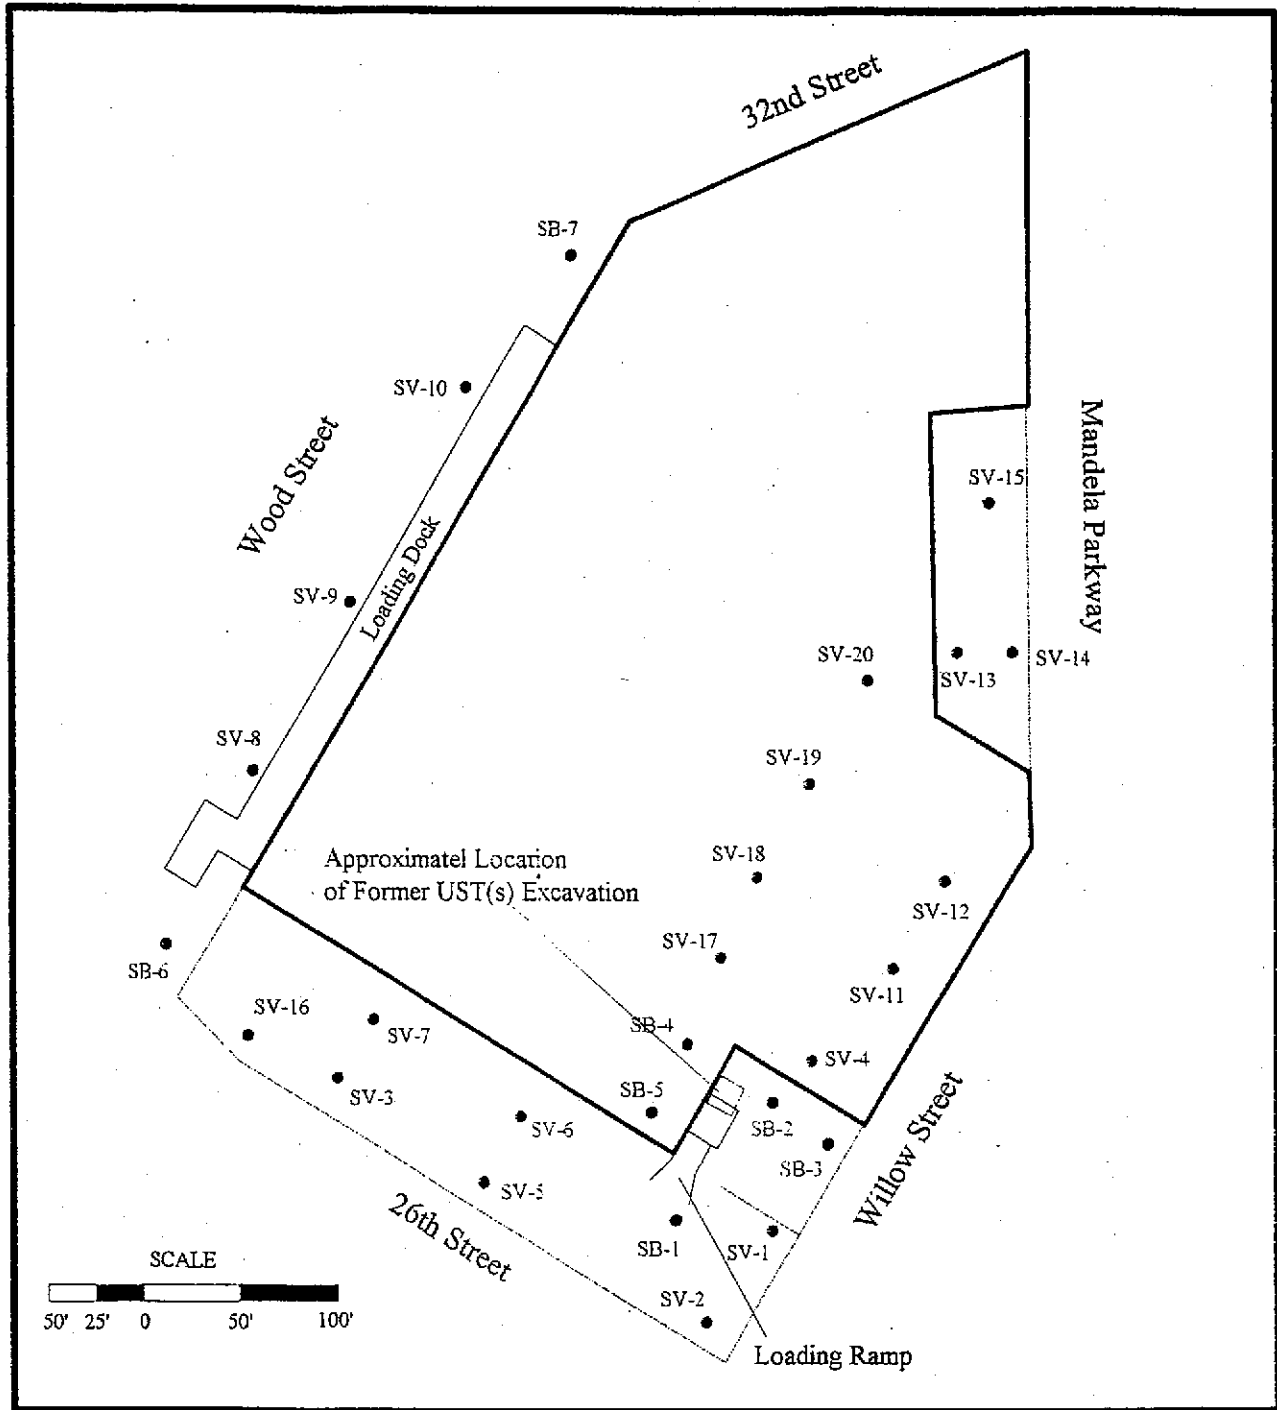 32nd Street
SB-7
SV-10
Wood Street
Mandela Parkway
SV-15
Loading Dock
SV-9
SV-20
SV-13
SV-14
SV-8
SV-19
Approximatel Location
of Former UST(s) Excavation
SV-18
SV-12
SV-17
SB-6
SV-11
SV-16
SV-7
SB-4
SV-4
SV-3
SB-5
SV-6
SB-2
SB-3
Willow Street
SV-5
26th Street
SB-1
SV-1
SCALE
50' 25' 0 50' 100'
SV-2
Loading Ramp